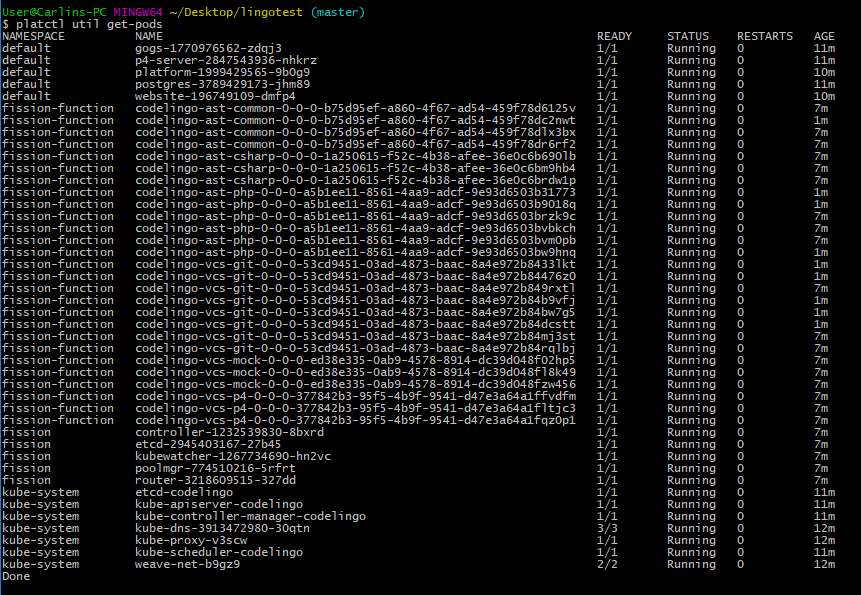 User@Carlins-PC MINGW64 ~/Desktop/lingotest (master)
$ platctl util get-pods
NAMESPACE NAME READY STATUS RESTARTS AGE
default gogs-1770976562-zdqj3 1/1 Running 0 11m
default p4-server-2847543936-nhkrz 1/1 Running 0 11m
default platform-1999429565-9b0g9 1/1 Running 0 10m
default postgres-3789429173-jhm89 1/1 Running 0 11m
default website-196749109-dmfp4 1/1 Running 0 10m
fission-function codelingo-ast-common-0-0-0-b75d95ef-a860-4f67-ad54-459f78d6125v 1/1 Running 0 7m
fission-function codelingo-ast-common-0-0-0-b75d95ef-a860-4f67-ad54-459f78dc2nwt 1/1 Running 0 1m
fission-function codelingo-ast-common-0-0-0-b75d95ef-a860-4f67-ad54-459f78dlx3bx 1/1 Running 0 7m
fission-function codelingo-ast-common-0-0-0-b75d95ef-a860-4f67-ad54-459f78dr6rf2 1/1 Running 0 7m
fission-function codelingo-ast-csharp-0-0-0-1a250615-f52c-4b38-afee-36e0c6b690lb 1/1 Running 0 7m
fission-function codelingo-ast-csharp-0-0-0-1a250615-f52c-4b38-afee-36e0c6bm9hb4 1/1 Running 0 7m
fission-function codelingo-ast-csharp-0-0-0-1a250615-f52c-4b38-afee-36e0c6brdw1p 1/1 Running 0 7m
fission-function codelingo-ast-php-0-0-0-a5b1ee11-8561-4aa9-adcf-9e93d6503b31773 1/1 Running 0 1m
fission-function codelingo-ast-php-0-0-0-a5b1ee11-8561-4aa9-adcf-9e93d6503b9018q 1/1 Running 0 1m
fission-function codelingo-ast-php-0-0-0-a5b1ee11-8561-4aa9-adcf-9e93d6503brzk9c 1/1 Running 0 7m
fission-function codelingo-ast-php-0-0-0-a5b1ee11-8561-4aa9-adcf-9e93d6503bvbkch 1/1 Running 0 7m
fission-function codelingo-ast-php-0-0-0-a5b1ee11-8561-4aa9-adcf-9e93d6503bvm0pb 1/1 Running 0 7m
fission-function codelingo-ast-php-0-0-0-a5b1ee11-8561-4aa9-adcf-9e93d6503bw9hnq 1/1 Running 0 1m
fission-function codelingo-vcs-git-0-0-0-53cd9451-03ad-4873-baac-8a4e972b8433lkt 1/1 Running 0 1m
fission-function codelingo-vcs-git-0-0-0-53cd9451-03ad-4873-baac-8a4e972b84476z0 1/1 Running 0 1m
fission-function codelingo-vcs-git-0-0-0-53cd9451-03ad-4873-baac-8a4e972b849rxtl 1/1 Running 0 7m
fission-function codelingo-vcs-git-0-0-0-53cd9451-03ad-4873-baac-8a4e972b84b9vfj 1/1 Running 0 1m
fission-function codelingo-vcs-git-0-0-0-53cd9451-03ad-4873-baac-8a4e972b84bw7g5 1/1 Running 0 1m
fission-function codelingo-vcs-git-0-0-0-53cd9451-03ad-4873-baac-8a4e972b84dcstt 1/1 Running 0 1m
fission-function codelingo-vcs-git-0-0-0-53cd9451-03ad-4873-baac-8a4e972b84mj3st 1/1 Running 0 7m
fission-function codelingo-vcs-git-0-0-0-53cd9451-03ad-4873-baac-8a4e972b84rqlbj 1/1 Running 0 7m
fission-function codelingo-vcs-mock-0-0-0-ed38e335-0ab9-4578-8914-dc39d048f02hp5 1/1 Running 0 7m
fission-function codelingo-vcs-mock-0-0-0-ed38e335-0ab9-4578-8914-dc39d048fl8k49 1/1 Running 0 7m
fission-function codelingo-vcs-mock-0-0-0-ed38e335-0ab9-4578-8914-dc39d048fzw456 1/1 Running 0 7m
fission-function codelingo-vcs-p4-0-0-0-377842b3-95f5-4b9f-9541-d47e3a64a1ffvdfm 1/1 Running 0 7m
fission-function codelingo-vcs-p4-0-0-0-377842b3-95f5-4b9f-9541-d47e3a64a1fltjc3 1/1 Running 0 7m
fission-function codelingo-vcs-p4-0-0-0-377842b3-95f5-4b9f-9541-d47e3a64a1fqz0p1 1/1 Running 0 7m
fission controller-1232539830-8bxrd 1/1 Running 0 7m
fission etcd-2945403167-27b45 1/1 Running 0 7m
fission kubewatcher-1267734690-hn2vc 1/1 Running 0 7m
fission poolmgr-774510216-5rfrt 1/1 Running 0 7m
fission router-3218609515-327dd 1/1 Running 0 7m
kube-system etcd-codelingo 1/1 Running 0 11m
kube-system kube-apiserver-codelingo 1/1 Running 0 11m
kube-system kube-controller-manager-codelingo 1/1 Running 0 11m
kube-system kube-dns-3913472980-30qtn 3/3 Running 0 12m
kube-system kube-proxy-v3scw 1/1 Running 0 12m
kube-system kube-scheduler-codelingo 1/1 Running 0 11m
kube-system weave-net-b9gz9 2/2 Running 0 12m
Done